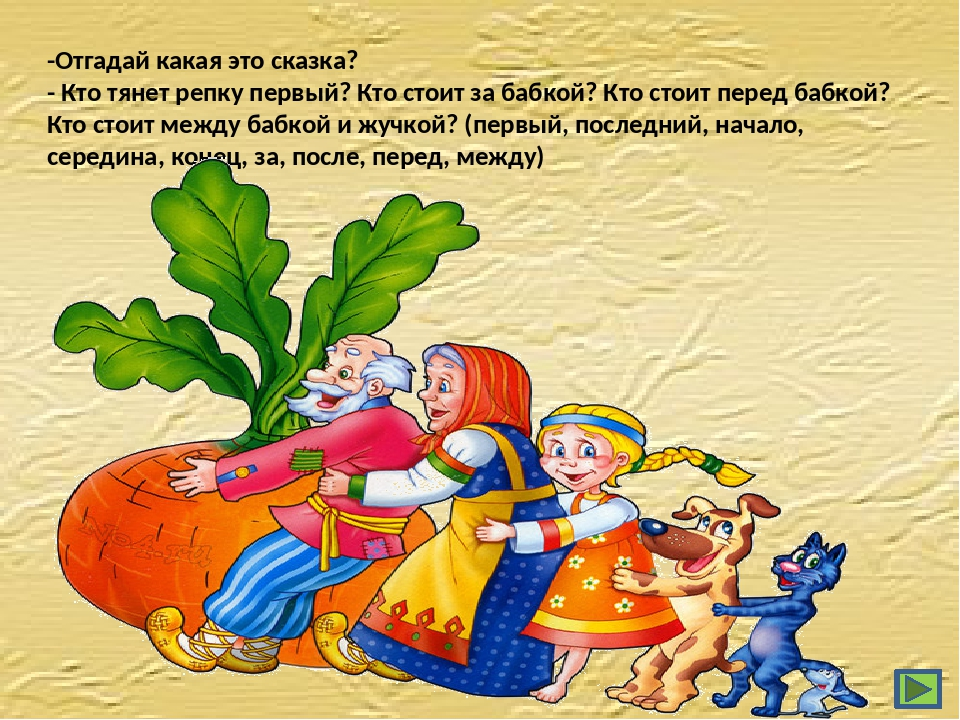 -Отгадай какая это сказка?
- Кто тянет репку первый? Кто стоит за бабкой? Кто стоит перед бабкой?
Кто стоит между бабкой и жучкой? (первый, последний, начало,
середина, конец, за, после, перед, между)